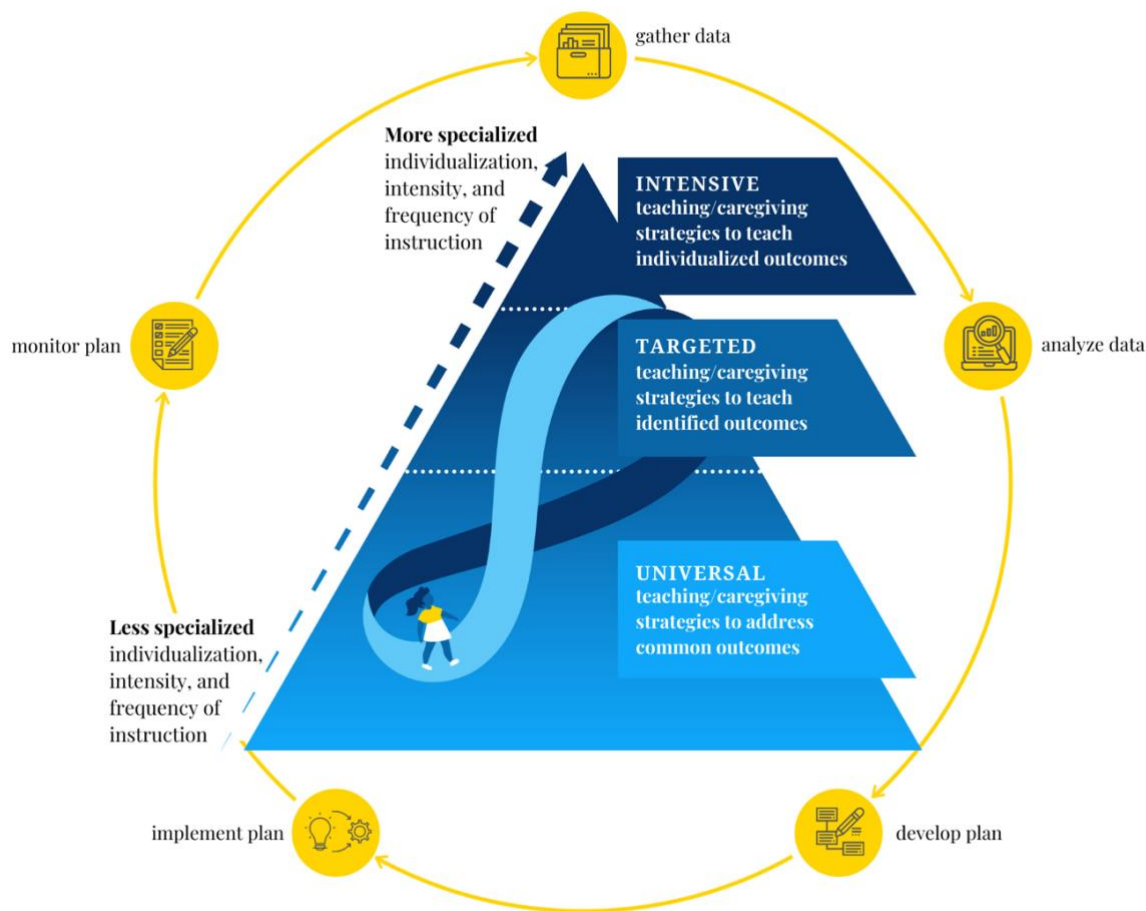 gather data
More specialized
individualization,
intensity, and
frequency of
instruction
INTENSIVE
teaching/caregiving
strategies to teach
individualized outcomes
monitor plan
TARGETED
teaching/caregiving
strategies to teach
identified outcomes
analyze data
UNIVERSAL
teaching/caregiving
strategies to address
common outcomes
Less specialized
individualization,
intensity, and
frequency of
instruction
implement plan
develop plan